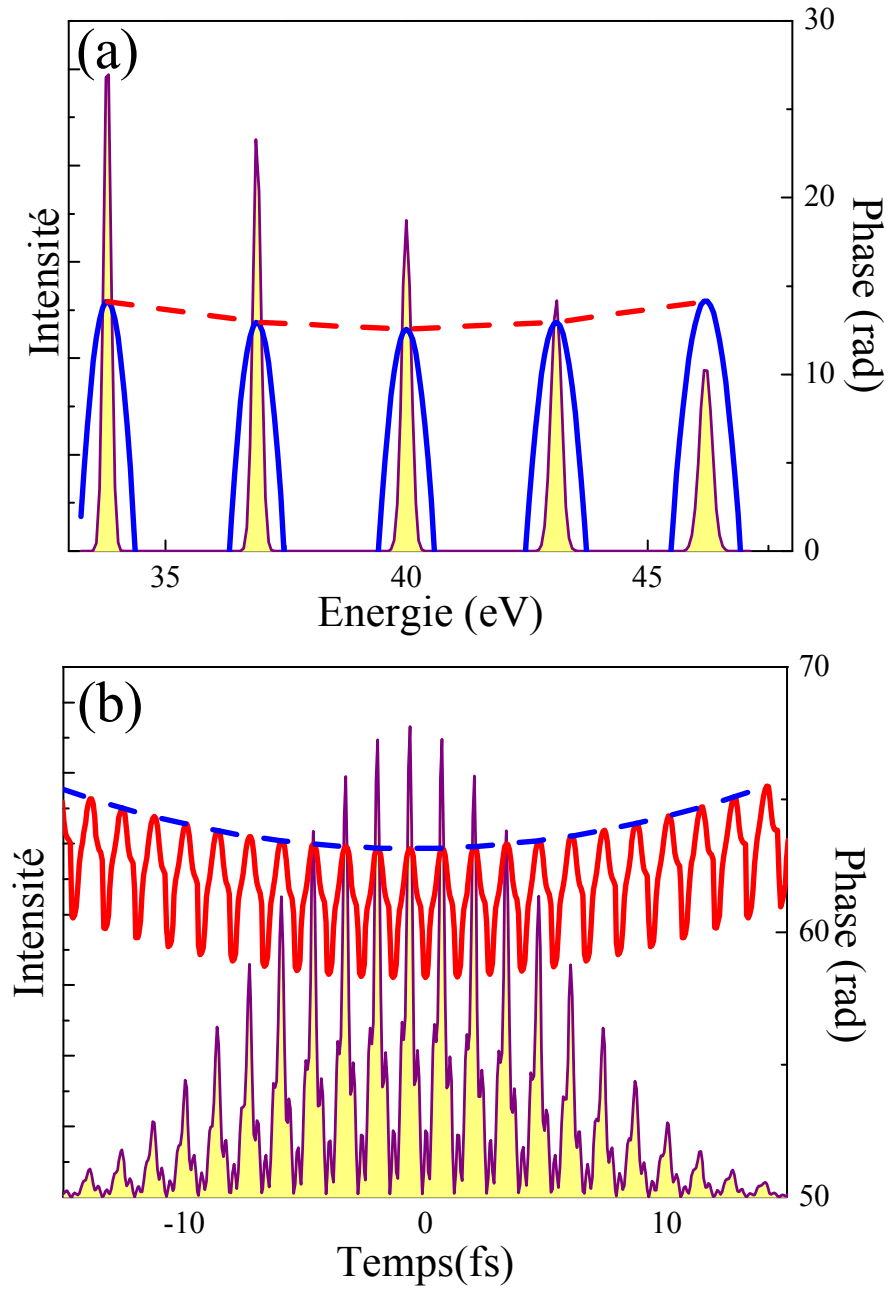 (a)
30
20
10
0
Intensité
Phase (rad)
35
40
45
Energie (eV)
(b)
70
60
50
Intensité
Phase (rad)
-10
0
10
Temps(fs)